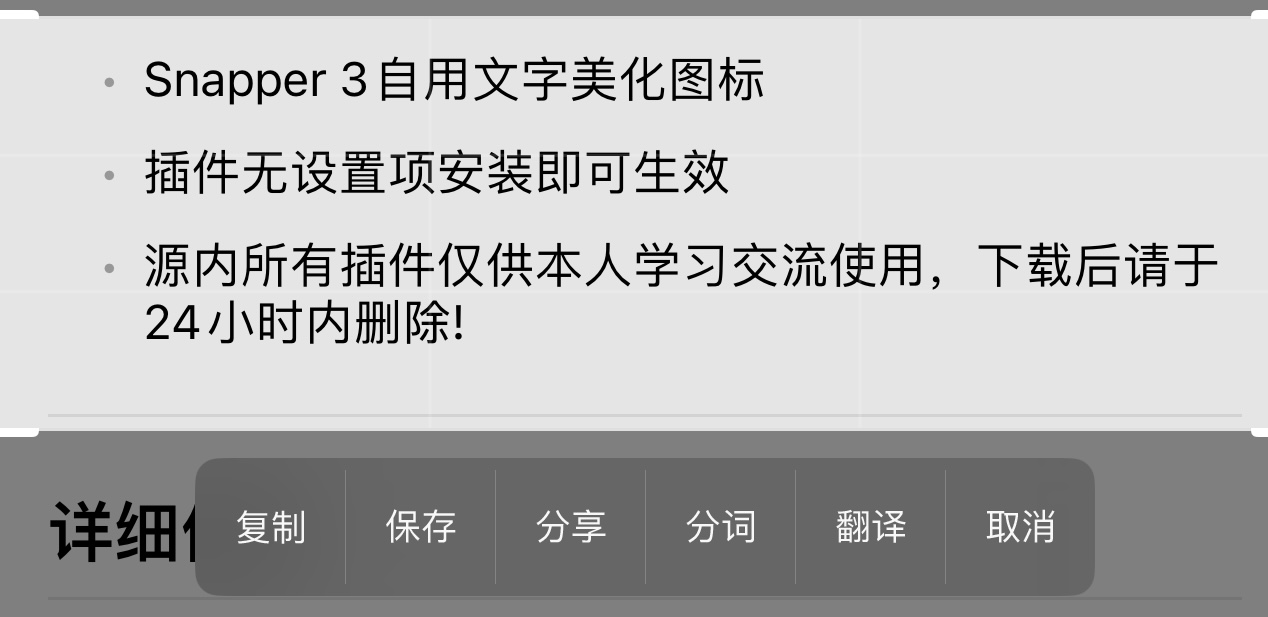 Snapper 3自用文字美化图标
插件无设置项安装即可生效
源内所有插件仅供本人学习交流使用，下载后请于
24小时内删除!
详细
复制 保存 分享 分词 翻译 取消